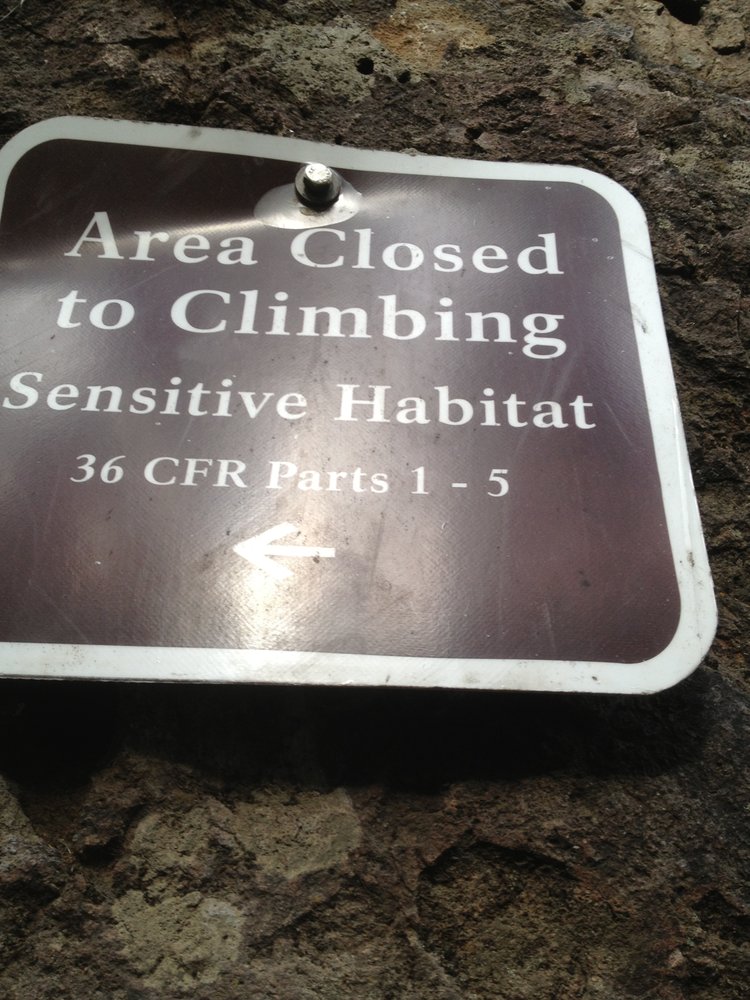 Area Closed
to Climbing
Sensitive Habitat
36 CFR Parts 1 - 5